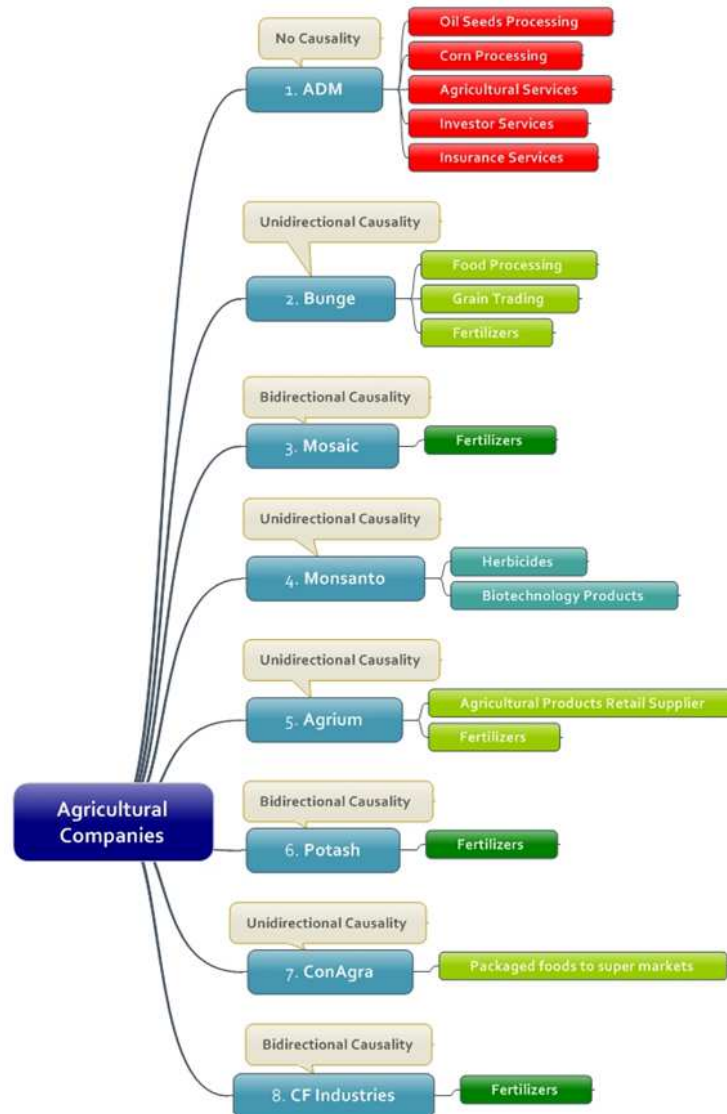 No Causality
1. ADM
Oil Seeds Processing
Corn Processing
Agricultural Services
Investor Services
Insurance Services
Unidirectional Causality
2. Bunge
Food Processing
Grain Trading
Fertilizers
Bidirectional Causality
3. Mosaic
Fertilizers
Unidirectional Causality
4. Monsanto
Herbicides
Biotechnology Products
Unidirectional Causality
5. Agrium
Agricultural Products Retail Supplier
Fertilizers
Agricultural
Companies
Bidirectional Causality
6. Potash
Fertilizers
Unidirectional Causality
7. ConAgra
Packaged foods to super markets
Bidirectional Causality
8. CF Industries
Fertilizers